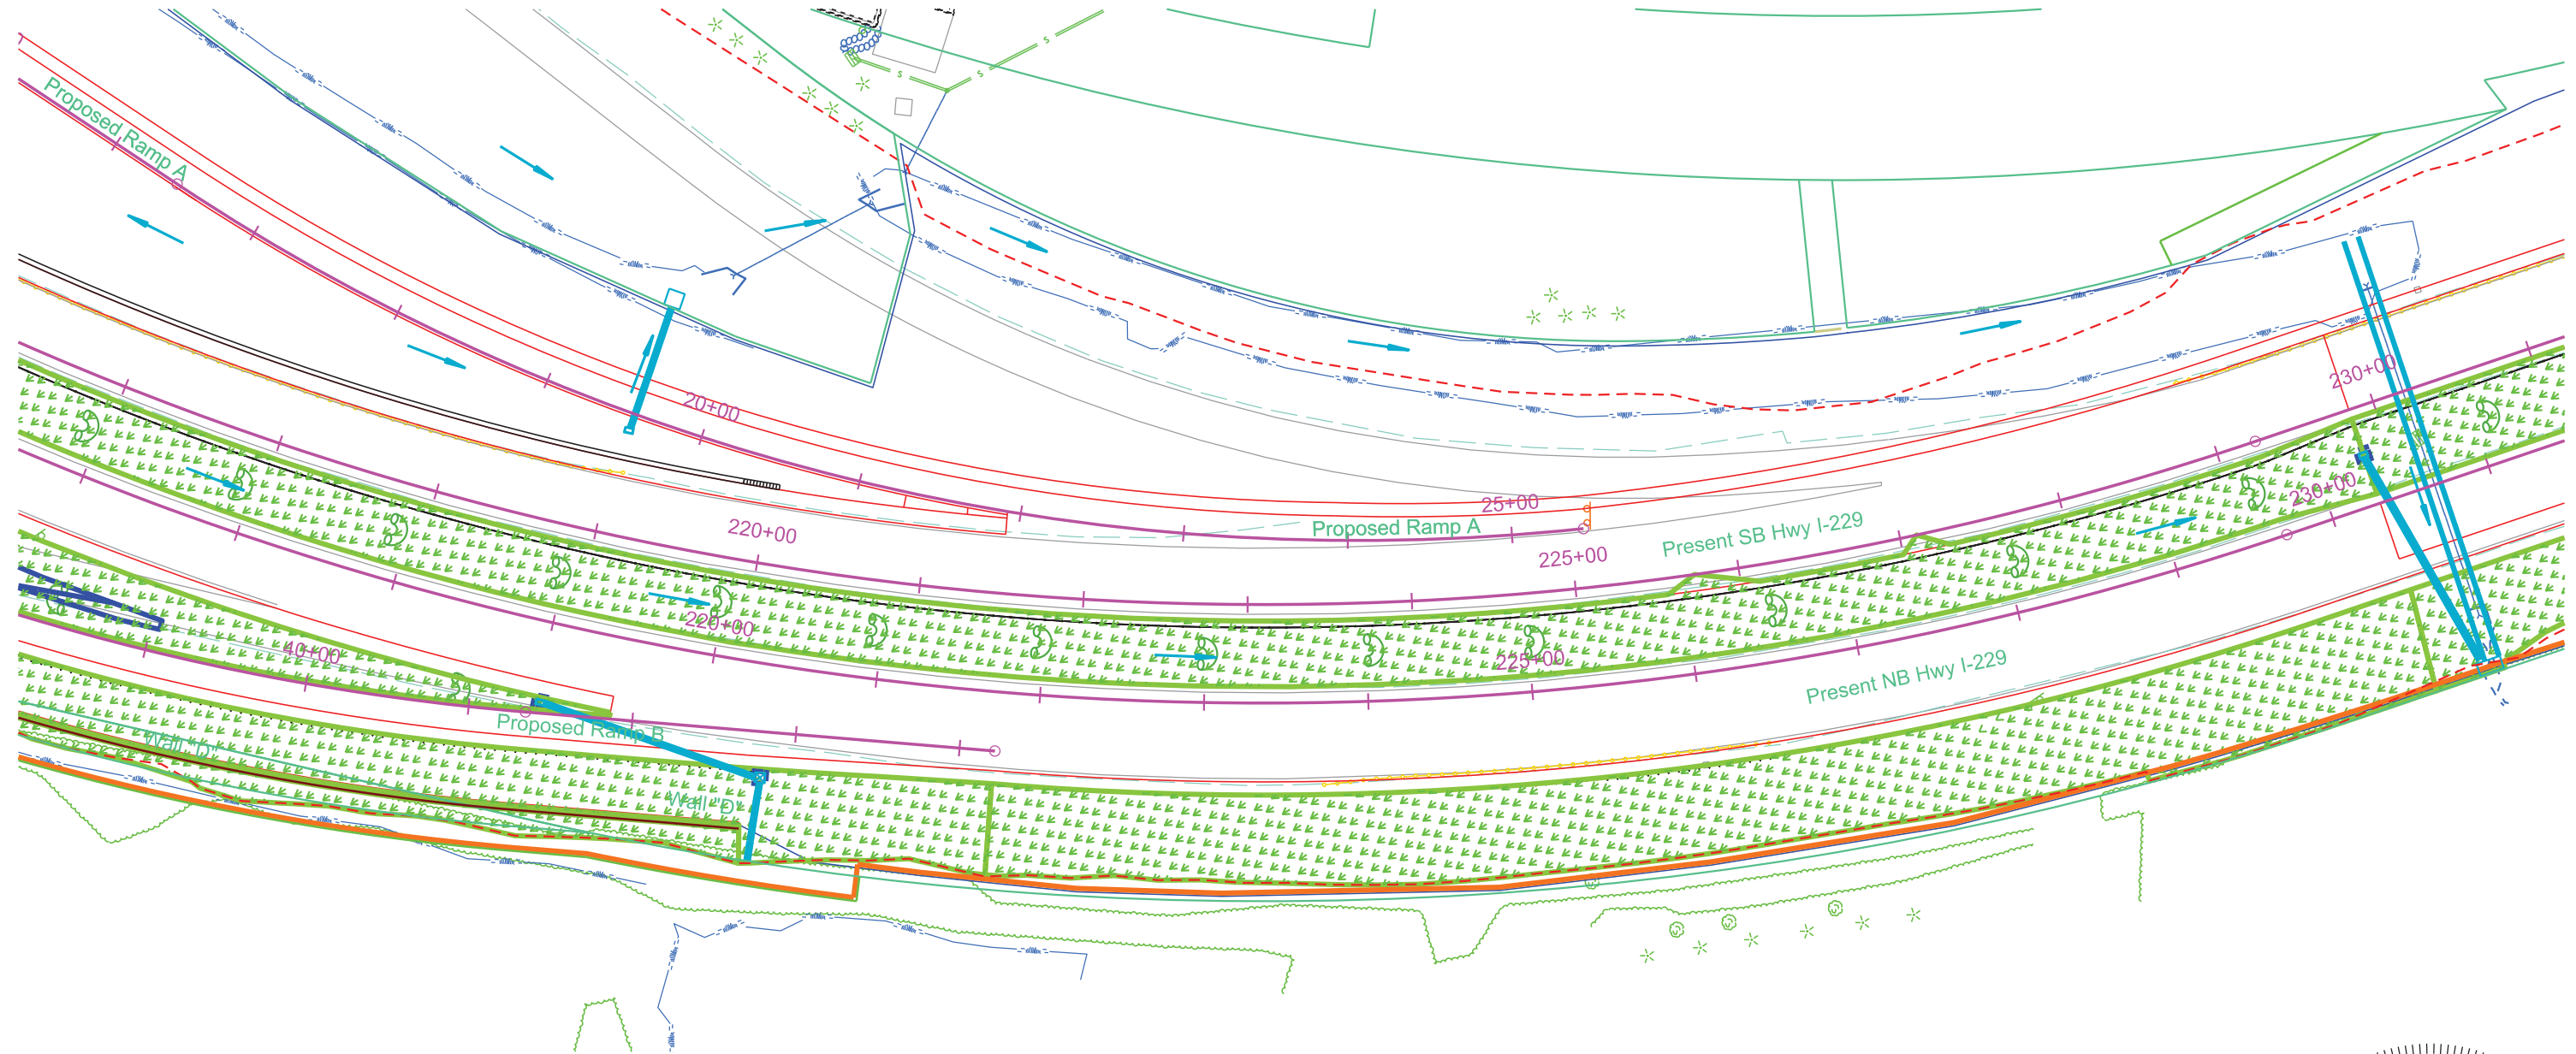 S
S
S
Proposed Ramp A
20+00
230+00
25+00
Proposed Ramp A
Present SB Hwy I-229
230+00
220+00
225+00
220+00
225+00
40+00
Present NB Hwy I-229
Proposed Ramp B
Wall "D"
Wall "D"